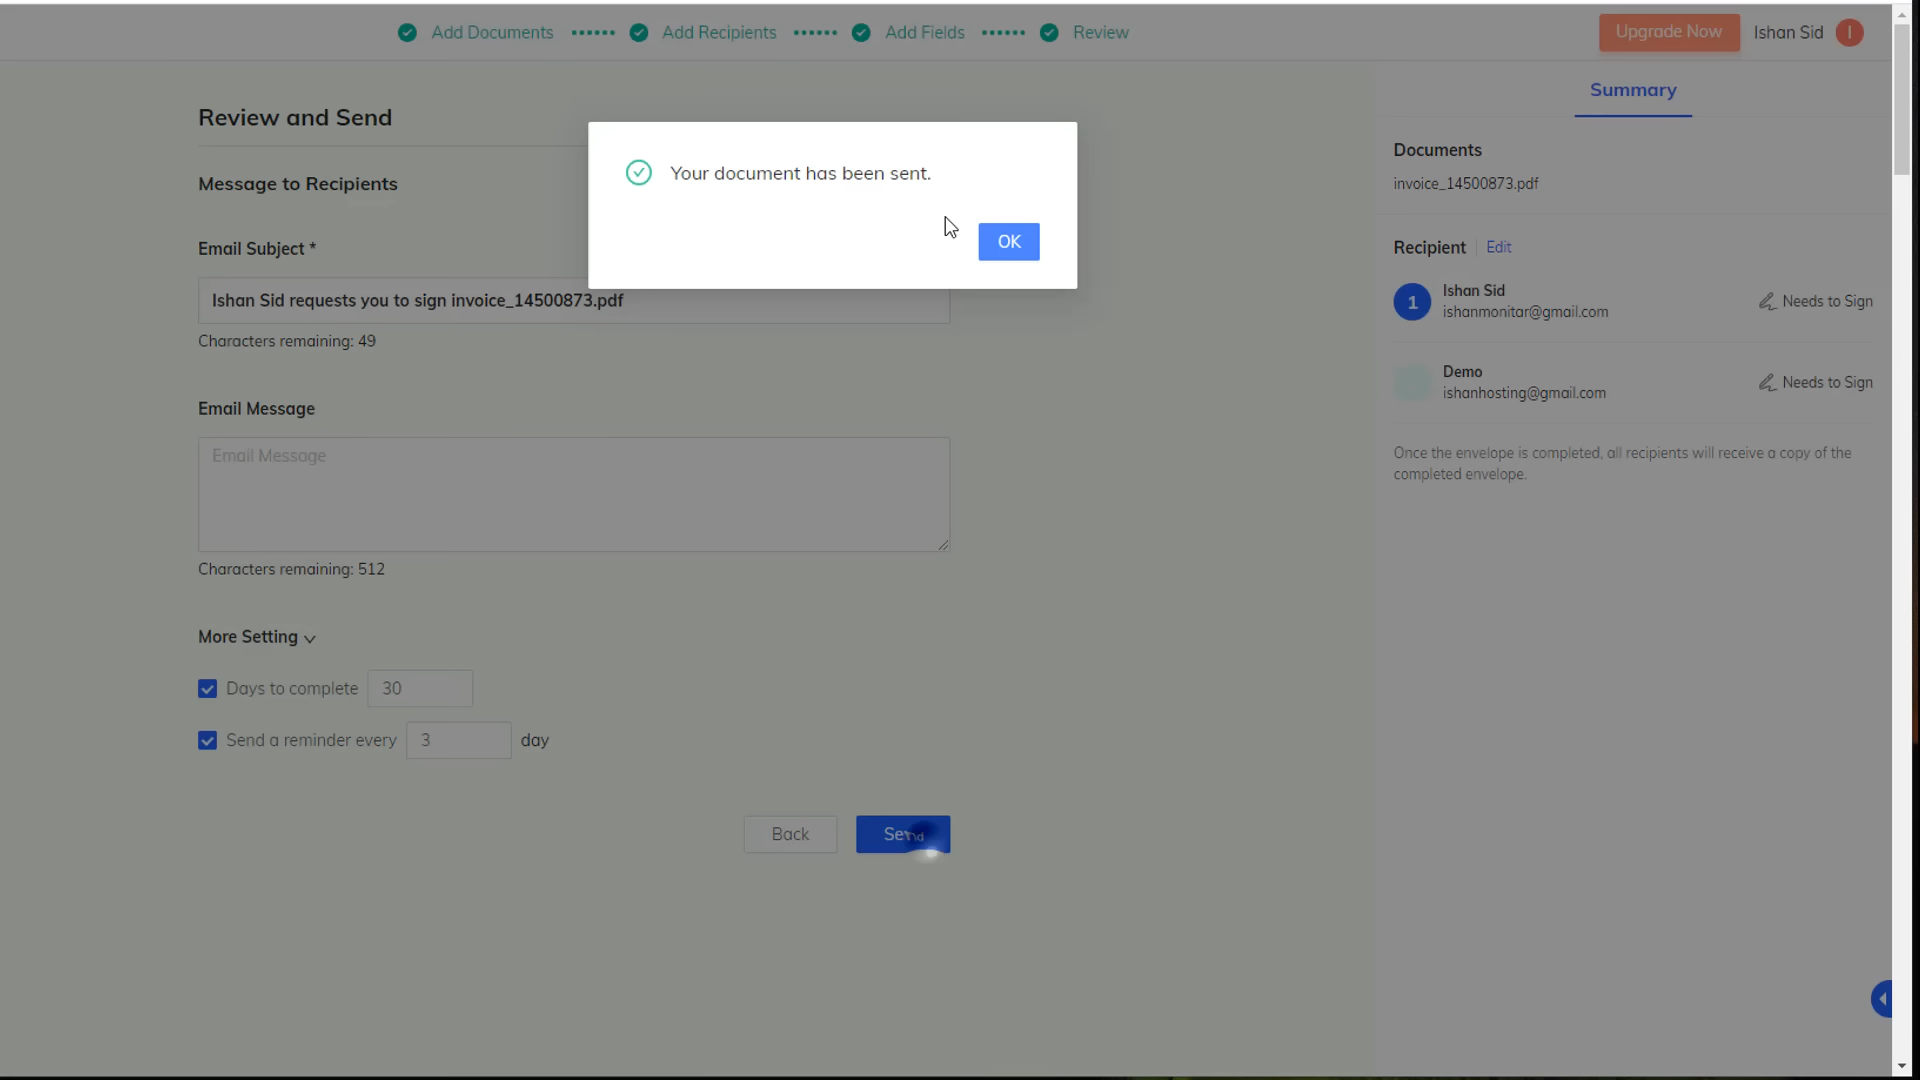 Add Documents Add Recipients Add Fields Review
Upgrade Now Ishan Sid I
Review and Send
Message to Recipients
Email Subject *
Ishan Sid requests you to sign invoice_14500873.pdf
Characters remaining: 49
Email Message
Email Message
Characters remaining: 512
More Setting
Days to complete 30
Send a reminder every 3 day
Back Send
Your document has been sent.
OK
Summary
Documents
invoice_14500873.pdf
Recipient Edit
1 Ishan Sid
ishanmonitar@gmail.com
Needs to Sign
Demo
ishanhosting@gmail.com
Needs to Sign
Once the envelope is completed, all recipients will receive a copy of the
completed envelope.